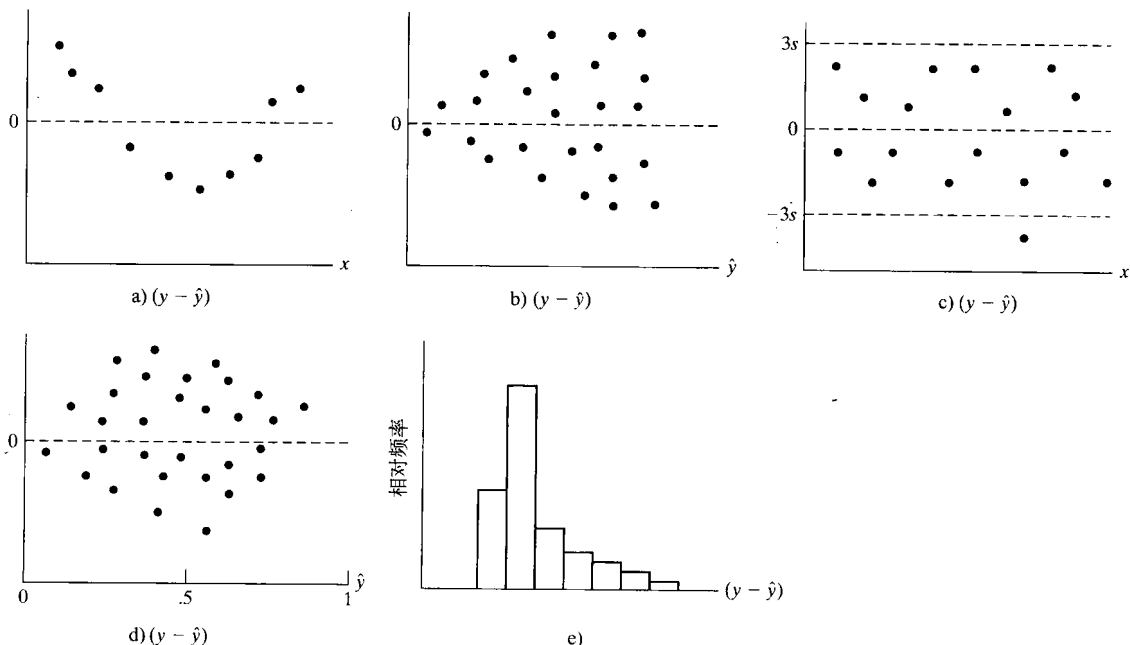 0
x
a) (y − ŷ)
0
ŷ
b) (y − ŷ)
3s
0
−3s
x
c) (y − ŷ)
0
0
.5
1
ŷ
d) (y − ŷ)
相对频率
(y − ŷ)
e)